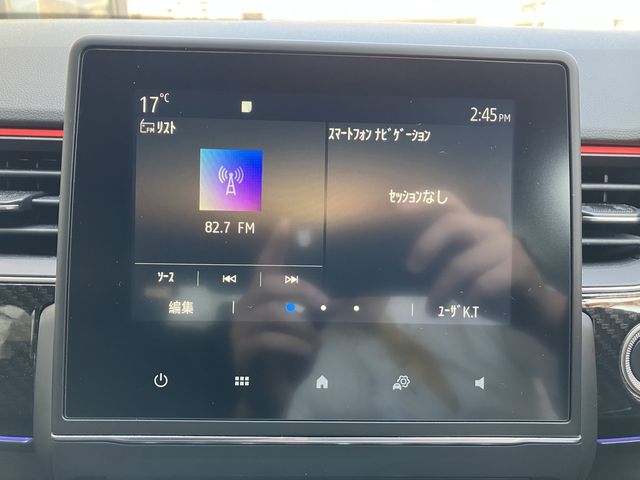 17°C
2:45PM
FM リスト
ｽﾏｰﾄﾌｫﾝ ﾅﾋﾞｹﾞｰｼｮﾝ
82.7 FM
ｾｯｼｮﾝなし
ｿｰｽ
編集
ﾕｰｻﾞK.T